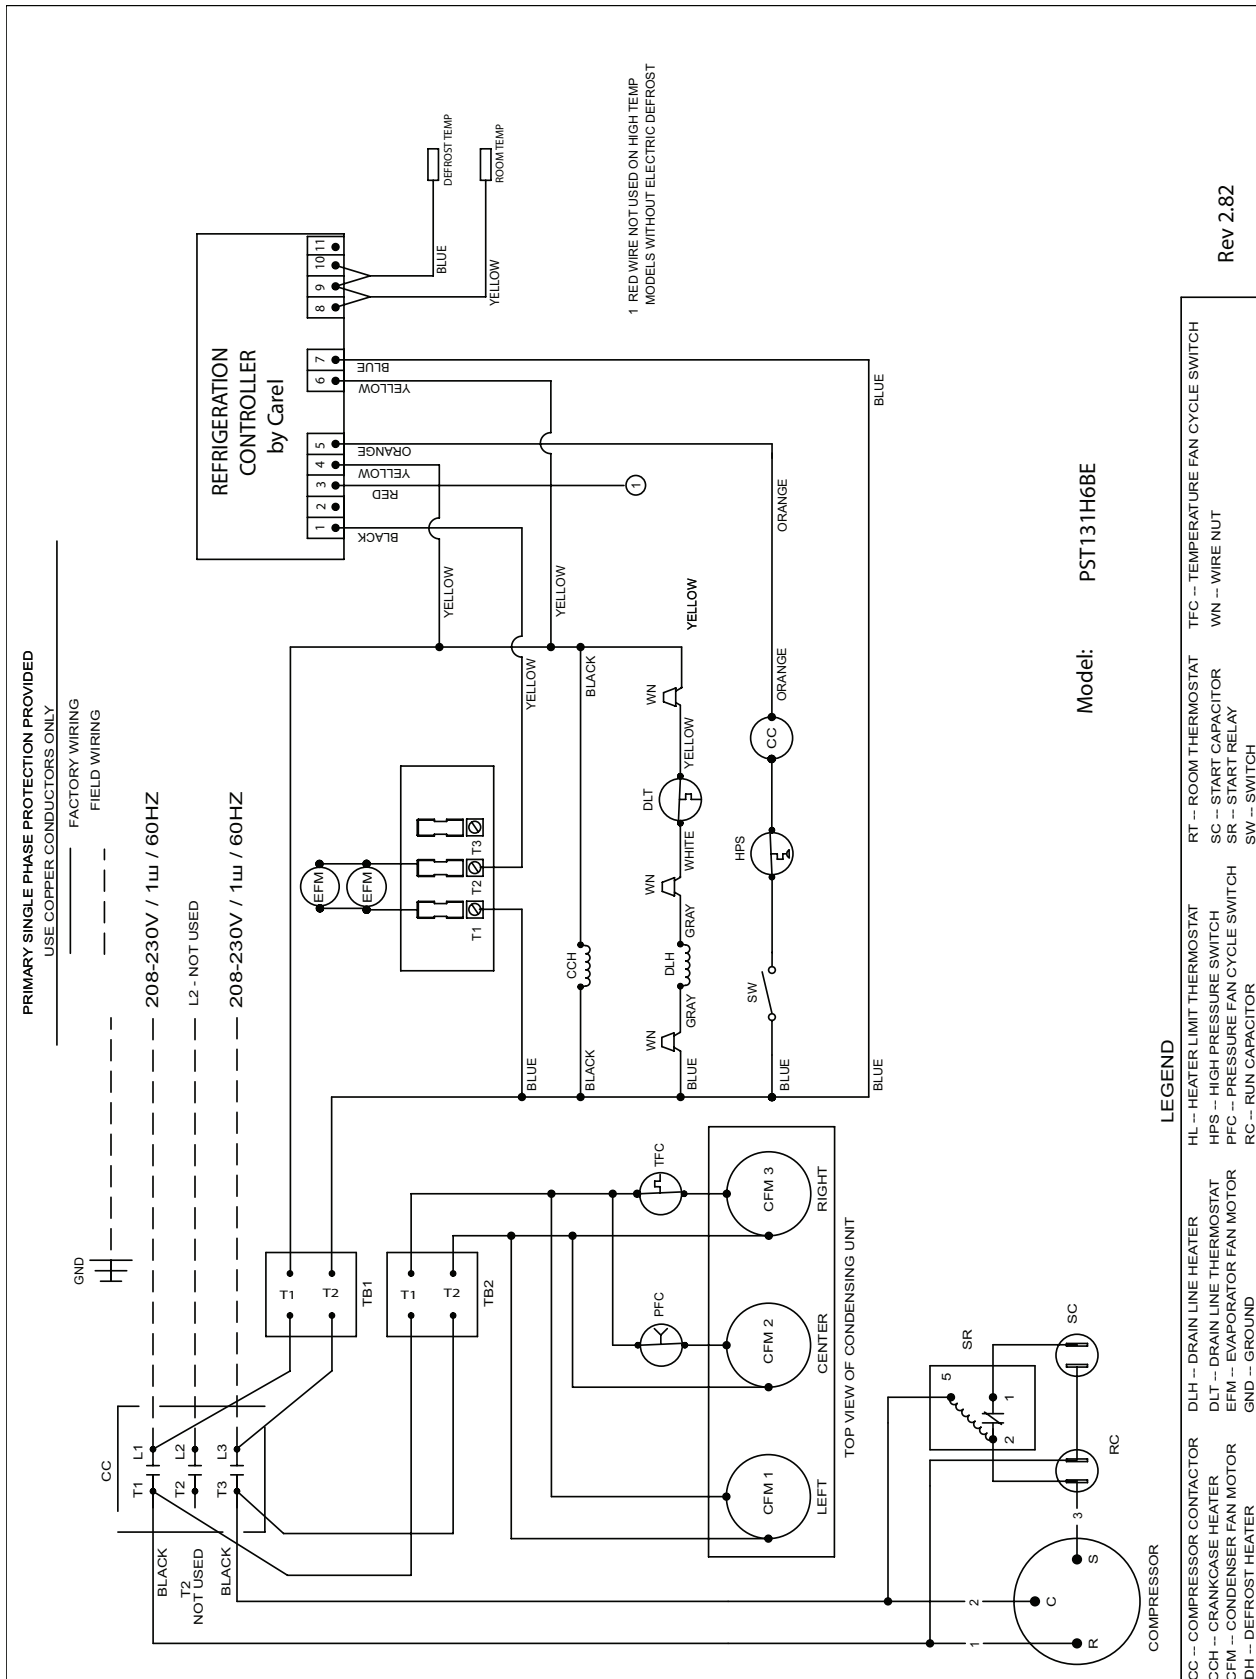 PRIMARY SINGLE PHASE PROTECTION PROVIDED
USE COPPER CONDUCTORS ONLY
FACTORY WIRING
FIELD WIRING
GND
208-230V / 1ш / 60HZ
L2 - NOT USED
208-230V / 1ш / 60HZ
CC
T1
L1
T2
L2
T3
L3
BLACK
T2
NOT USED
BLACK
T1
T2
TB1
T1
T2
TB2
REFRIGERATION
CONTROLLER
by Carel
1
2
3
4
5
6
7
8
9
10
11
BLACK
RED
YELLOW
ORANGE
YELLOW
BLUE
BLUE
YELLOW
DEFROST TEMP
ROOM TEMP
1 RED WIRE NOT USED ON HIGH TEMP
MODELS WITHOUT ELECTRIC DEFROST
1
EFM
EFM
T1
T2
T3
YELLOW
YELLOW
YELLOW
BLUE
BLACK
CCH
BLACK
BLUE
WN
GRAY
DLH
GRAY
WN
WHITE
DLT
YELLOW
WN
YELLOW
BLUE
SW
HPS
CC
ORANGE
ORANGE
BLUE
BLUE
PFC
TFC
CFM 1
LEFT
CFM 2
CENTER
CFM 3
RIGHT
TOP VIEW OF CONDENSING UNIT
SR
5
2
1
RC
SC
1
2
3
R
C
S
COMPRESSOR
Model: PST131H6BE
Rev 2.82
LEGEND
CC -- COMPRESSOR CONTACTOR
CCH -- CRANKCASE HEATER
CFM -- CONDENSER FAN MOTOR
DH -- DEFROST HEATER
DLH -- DRAIN LINE HEATER
DLT -- DRAIN LINE THERMOSTAT
EFM -- EVAPORATOR FAN MOTOR
GND -- GROUND
HL -- HEATER LIMIT THERMOSTAT
HPS -- HIGH PRESSURE SWITCH
PFC -- PRESSURE FAN CYCLE SWITCH
RC -- RUN CAPACITOR
RT -- ROOM THERMOSTAT
SC -- START CAPACITOR
SR -- START RELAY
SW -- SWITCH
TFC -- TEMPERATURE FAN CYCLE SWITCH
WN -- WIRE NUT